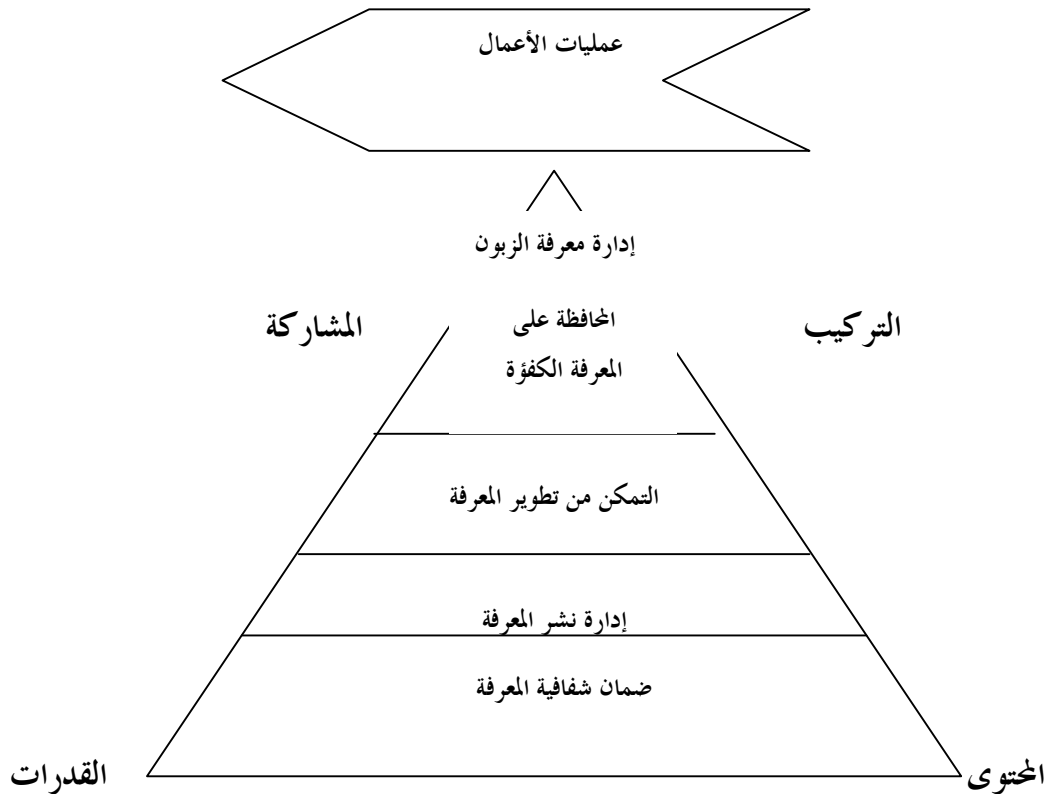 عمليات الأعمال
إدارة معرفة الزبون
التركيب
المحافظة على
المشاركة
المعرفة الكفؤة
التمكن من تطوير المعرفة
إدارة نشر المعرفة
ضمان شفافية المعرفة
المحتوى
القدرات